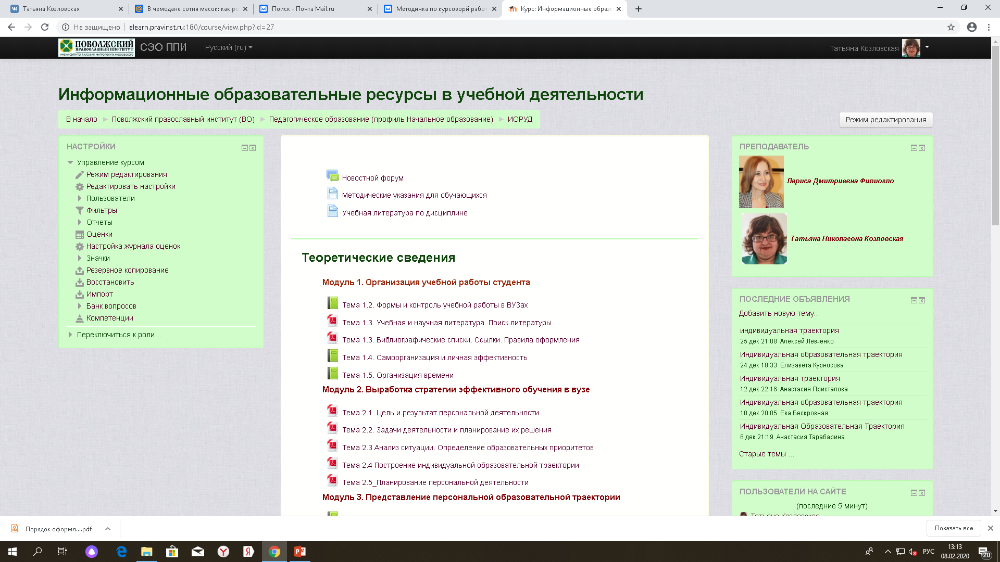 Татьяна Козловская
В чемодане сотня масок: как ро
Поиск - Почта Mail.ru
Методичка по курсоворй работ
Курс: Информационные образо
Не защищено
elearn.pravinst.ru:180/course/view.php?id=27
ПОВОЛЖСКИЙ
ПРАВОСЛАВНЫЙ ИНСТИТУТ
ИМЕНИ СВЯТИТЕЛЯ АЛЕКСИЯ, МИТРОПОЛИТА МОСКОВСКОГО
СЭО ППИ
Русский (ru)
Татьяна Козловская
Информационные образовательные ресурсы в учебной деятельности
В начало Поволжский православный институт (ВО) Педагогическое образование (профиль Начальное образование) ИОРУД
Режим редактирования
НАСТРОЙКИ
Управление курсом
Режим редактирования
Редактировать настройки
Пользователи
Фильтры
Отчеты
Оценки
Настройка журнала оценок
Значки
Резервное копирование
Восстановить
Импорт
Банк вопросов
Компетенции
Переключиться к роли...
Новостной форум
Методические указания для обучающихся
Учебная литература по дисциплине
Теоретические сведения
Модуль 1. Организация учебной работы студента
Тема 1.2. Формы и контроль учебной работы в ВУЗах
Тема 1.3. Учебная и научная литература. Поиск литературы
Тема 1.3. Библиографические списки. Ссылки. Правила оформления
Тема 1.4. Самоорганизация и личная эффективность
Тема 1.5. Организация времени
Модуль 2. Выработка стратегии эффективного обучения в вузе
Тема 2.1. Цель и результат персональной деятельности
Тема 2.2. Задачи деятельности и планирование их решения
Тема 2.3 Анализ ситуации. Определение образовательных приоритетов
Тема 2.4 Построение индивидуальной образовательной траектории
Тема 2.5_Планирование персональной деятельности
Модуль 3. Представление персональной образовательной траектории
ПРЕПОДАВАТЕЛЬ
Лариса Дмитриевна Филиогло
Татьяна Николаевна Козловская
ПОСЛЕДНИЕ ОБЪЯВЛЕНИЯ
Добавить новую тему...
индивидуальная траектория
25 дек 21:08 Алексей Левченко
Индивидуальная образовательная траектория
24 дек 18:33 Елизавета Курносова
Индивидуальная траектория
12 дек 22:16 Анастасия Присталова
Индивидуальная образовательная траектория
10 дек 20:05 Ева Бескровная
Индивидуальная Образовательная Траектория
6 дек 21:19 Анастасия Тарабарина
Старые темы ...
ПОЛЬЗОВАТЕЛИ НА САЙТЕ
(последние 5 минут)
Татьяна Козловская
Порядок оформл....pdf
Показать все
РУС
13:13
08.02.2020
20